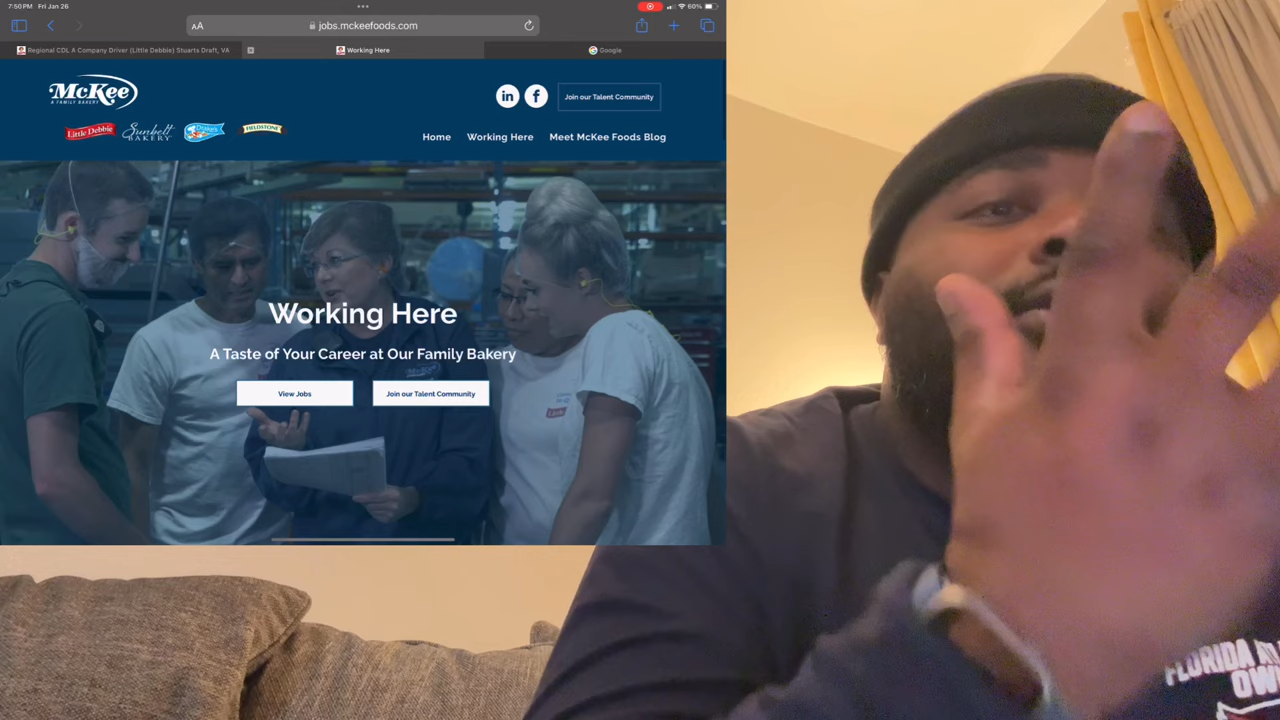 7:50 PM Fri Jan 26
60%
AA
jobs.mckeefoods.com
Regional CDL A Company Driver (Little Debbie) Stuarts Draft, VA
Working Here
Google
McKee
A FAMILY BAKERY
in
f
Join our Talent Community
Little Debbie
Sunbelt
BAKERY
Drake's
FIELDSTONE
Home
Working Here
Meet McKee Foods Blog
Working Here
A Taste of Your Career at Our Family Bakery
View Jobs
Join our Talent Community
FLORIDA